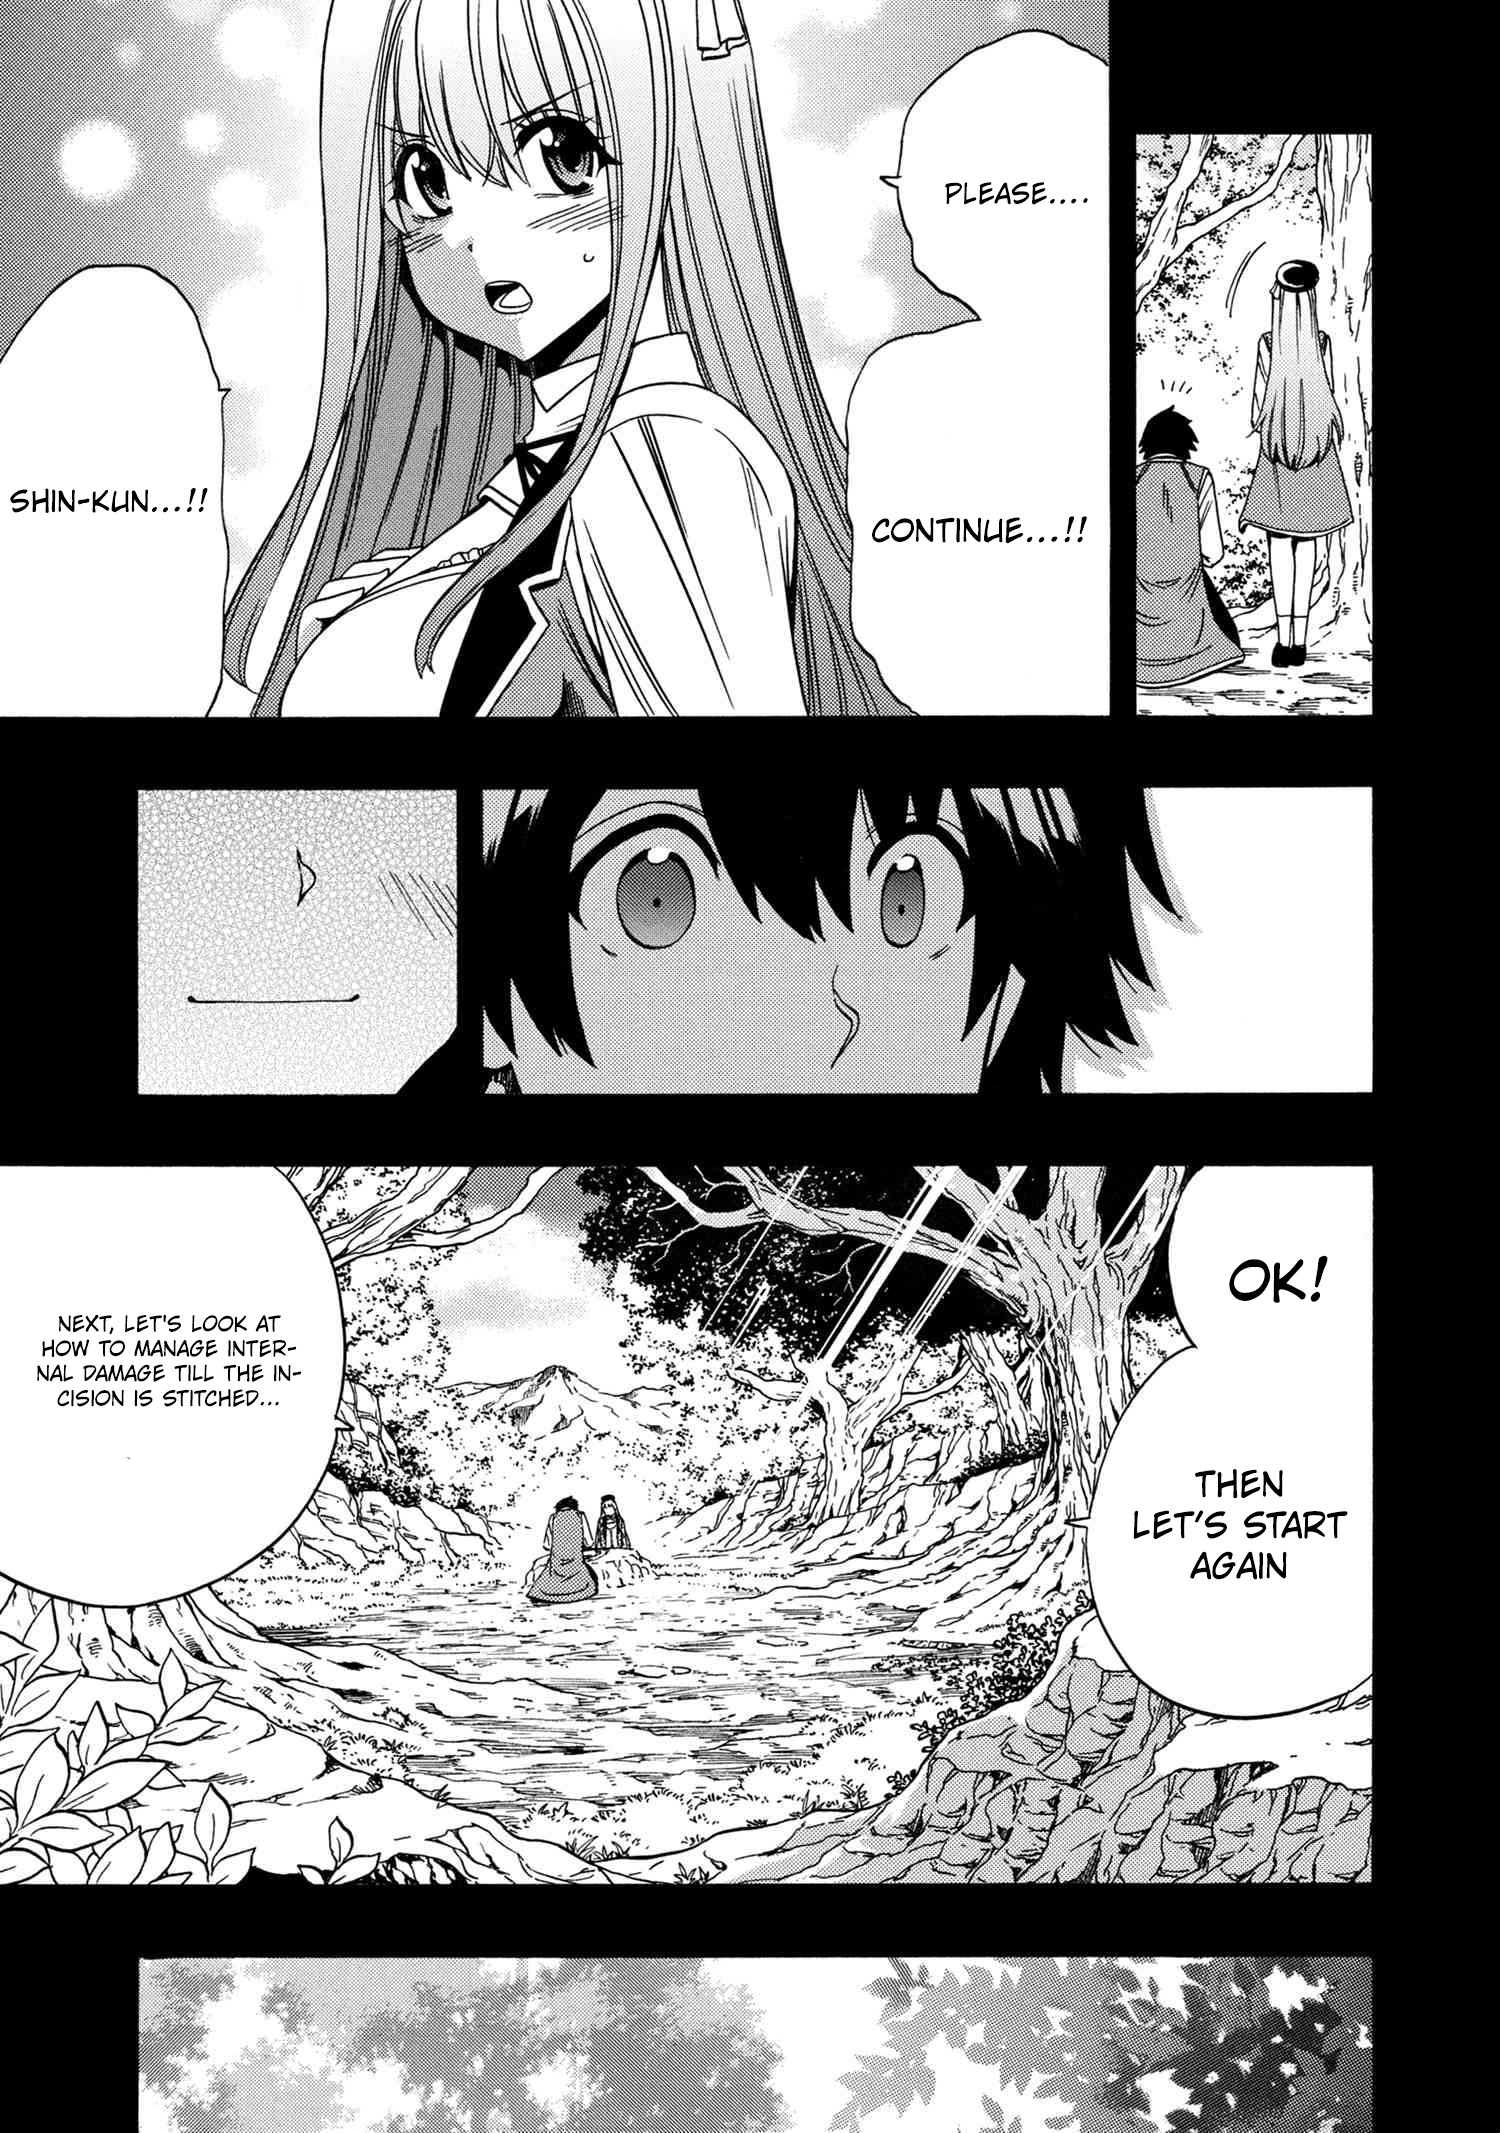 PLEASE....
CONTINUE...!!
SHIN-KUN...!!
OK!
THEN
LET'S START
AGAIN
NEXT, LET'S LOOK AT
HOW TO MANAGE INTER-
NAL DAMAGE TILL THE IN-
CISION IS STITCHED...